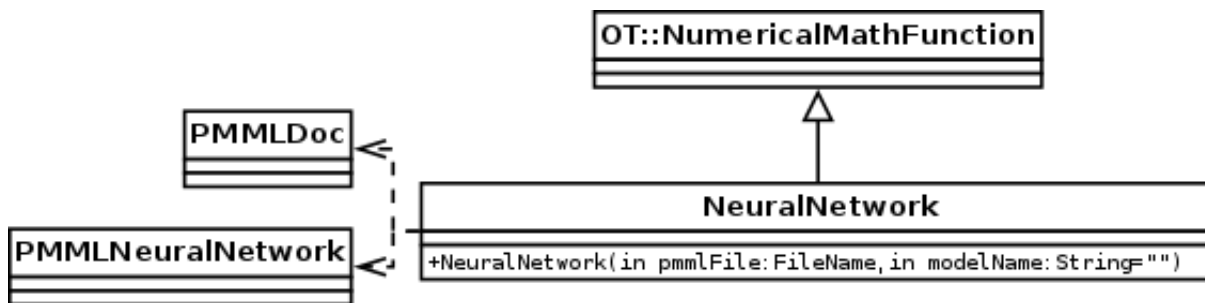 OT::NumericalMathFunction
PMMLDoc
NeuralNetwork
PMMLNeuralNetwork
+NeuralNetwork(in pmmlFile:FileName,in modelName:String="")